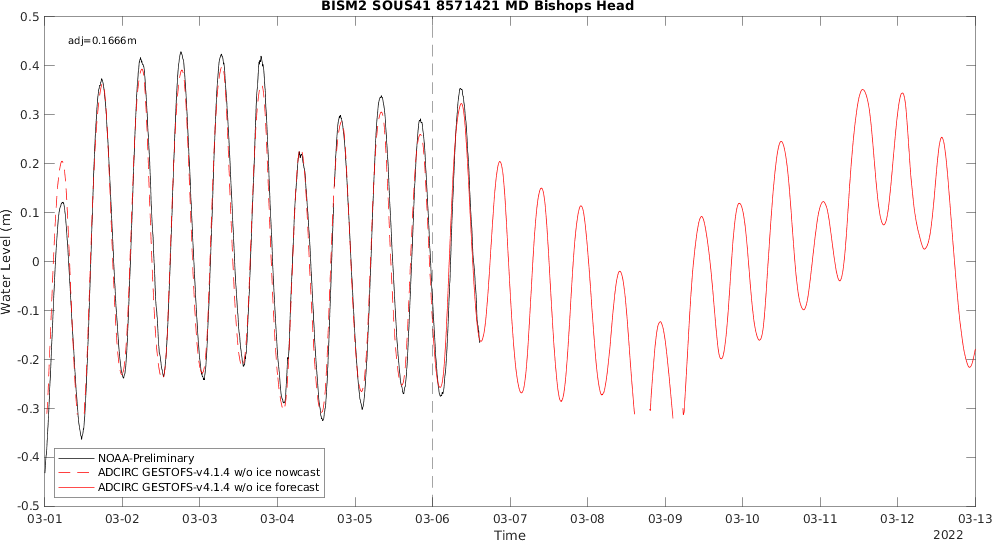 BISM2 SOUS41 8571421 MD Bishops Head
adj=0.1666m
0.5
0.4
0.3
0.2
0.1
0
-0.1
-0.2
-0.3
-0.4
-0.5
Water Level (m)
NOAA-Preliminary
ADCIRC GESTOFS-v4.1.4 w/o ice nowcast
ADCIRC GESTOFS-v4.1.4 w/o ice forecast
03-01 03-02 03-03 03-04 03-05 03-06 03-07 03-08 03-09 03-10 03-11 03-12 03-13
Time
2022